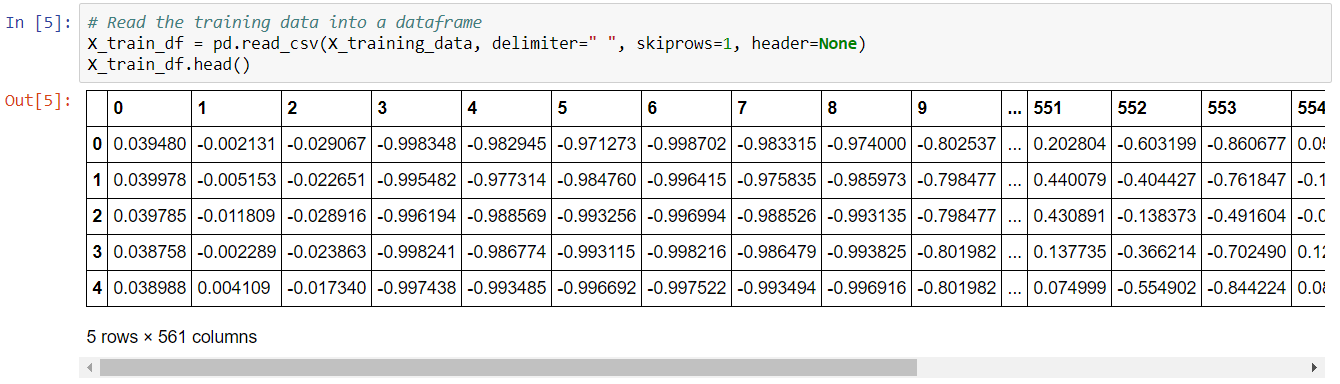 In [5]: # Read the training data into a dataframe
X_train_df = pd.read_csv(X_training_data, delimiter=" ", skiprows=1, header=None)
X_train_df.head()
Out[5]: 0 1 2 3 4 5 6 7 8 9 ... 551 552 553 554
0 0.039480 -0.002131 -0.029067 -0.998348 -0.982945 -0.971273 -0.998702 -0.983315 -0.974000 -0.802537 ... 0.202804 -0.603199 -0.860677 0.05
1 0.039978 -0.005153 -0.022651 -0.995482 -0.977314 -0.984760 -0.996415 -0.975835 -0.985973 -0.798477 ... 0.440079 -0.404427 -0.761847 -0.1
2 0.039785 -0.011809 -0.028916 -0.996194 -0.988569 -0.993256 -0.996994 -0.988526 -0.993135 -0.798477 ... 0.430891 -0.138373 -0.491604 -0.0
3 0.038758 -0.002289 -0.023863 -0.998241 -0.986774 -0.993115 -0.998216 -0.986479 -0.993825 -0.801982 ... 0.137735 -0.366214 -0.702490 0.12
4 0.038988 0.004109 -0.017340 -0.997438 -0.993485 -0.996692 -0.997522 -0.993494 -0.996916 -0.801982 ... 0.074999 -0.554902 -0.844224 0.08
5 rows × 561 columns